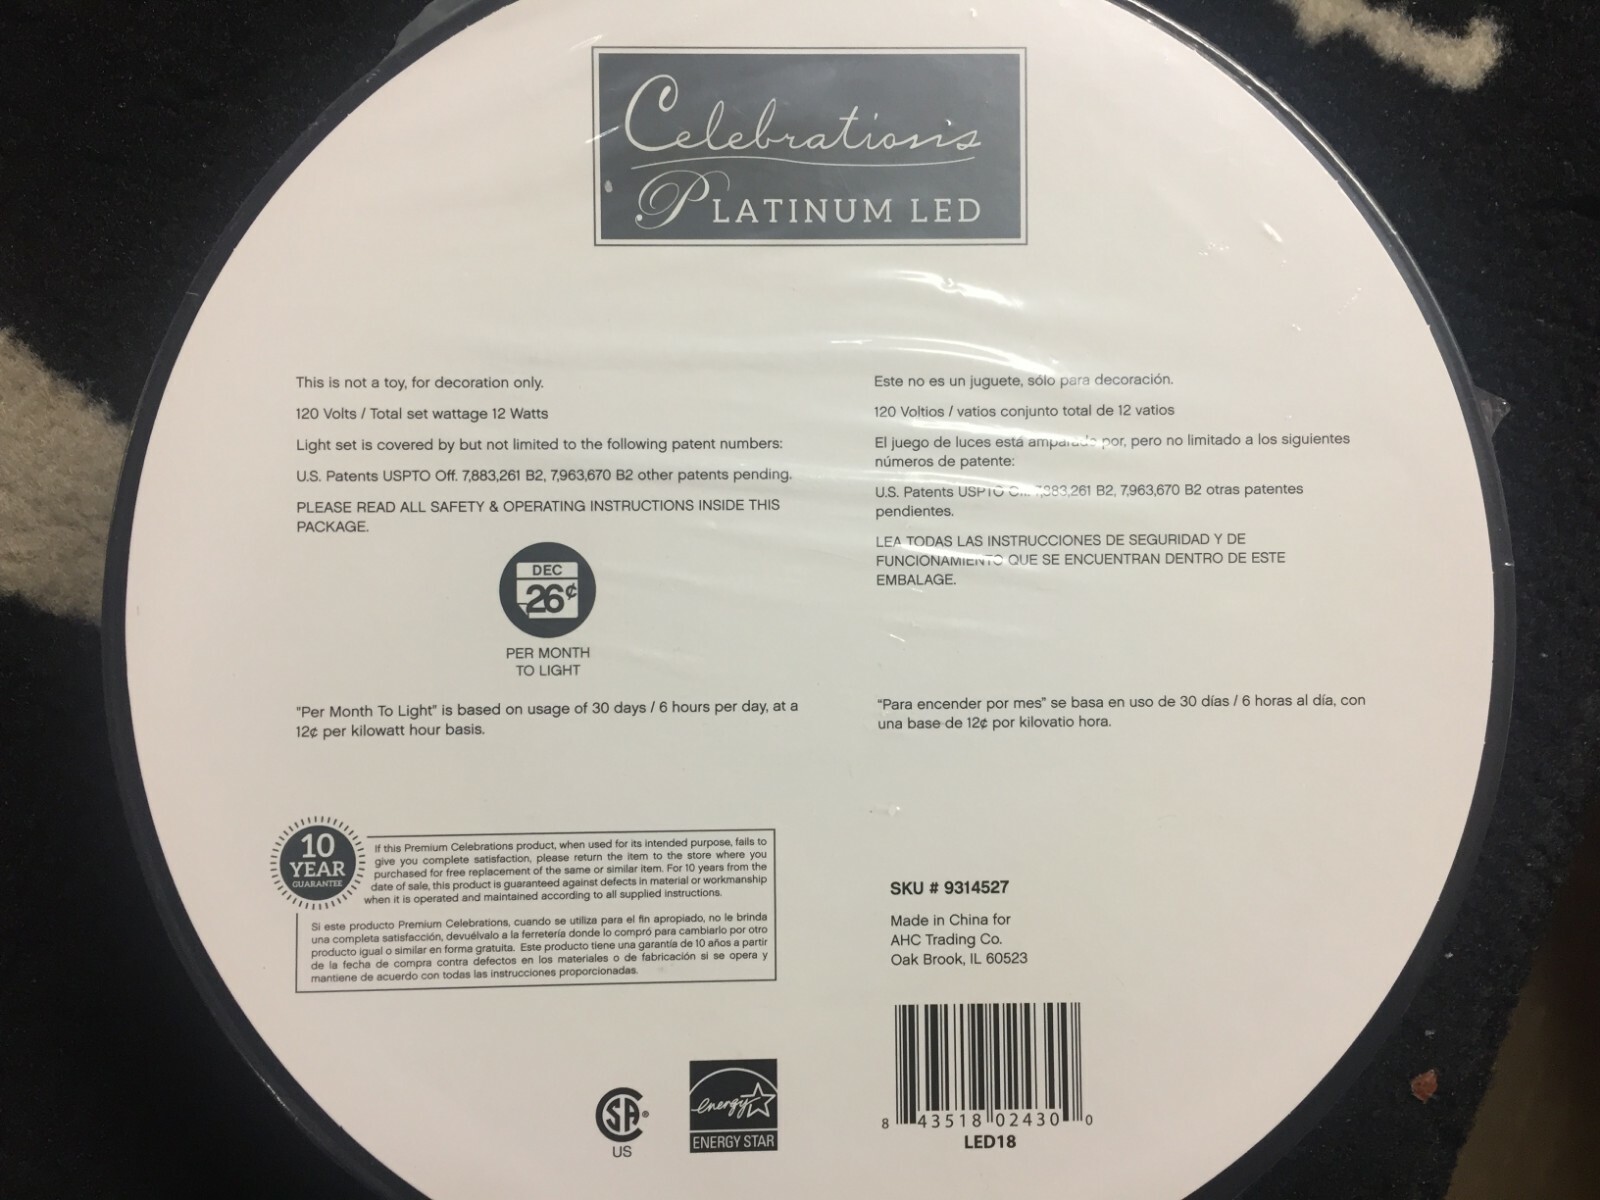 Celebrations
PLATINUM LED
This is not a toy, for decoration only.
120 Volts / Total set wattage 12 Watts
Light set is covered by but not limited to the following patent numbers:
U.S. Patents USPTO Off. 7,883,261 B2, 7,963,670 B2 other patents pending.
PLEASE READ ALL SAFETY & OPERATING INSTRUCTIONS INSIDE THIS
PACKAGE.
DEC
26¢
PER MONTH
TO LIGHT
"Per Month To Light" is based on usage of 30 days / 6 hours per day, at a
12¢ per kilowatt hour basis.
Este no es un juguete, sólo para decoración.
120 Voltios / vatios conjunto total de 12 vatios
El juego de luces está amparado por, pero no limitado a los siguientes
números de patente:
U.S. Patents USPTO 7,883,261 B2, 7,963,670 B2 otras patentes
pendientes.
LEA TODAS LAS INSTRUCCIONES DE SEGURIDAD Y DE
FUNCIONAMIENTO QUE SE ENCUENTRAN DENTRO DE ESTE
EMBALAGE.
"Para encender por mes" se basa en uso de 30 días / 6 horas al día, con
una base de 12¢ por kilovatio hora.
10
YEAR
GUARANTEE
If this Premium Celebrations product, when used for its intended purpose, fails to
give you complete satisfaction, please return the item to the store where you
purchased for free replacement of the same or similar item. For 10 years from the
date of sale, this product is guaranteed against defects in material or workmanship
when it is operated and maintained according to all supplied instructions.
Si este producto Premium Celebrations, cuando se utiliza para el fin apropiado, no le brinda
una completa satisfacción, devuélvalo a la ferretería donde lo compró para cambiarlo por otro
producto igual o similar en forma gratuita. Este producto tiene una garantía de 10 años a partir
de la fecha de compra contra defectos en los materiales o de fabricación si se opera y
mantiene de acuerdo con todas las instrucciones proporcionadas.
SKU # 9314527
Made in China for
AHC Trading Co.
Oak Brook, IL 60523
8 43518 02430 0
LED18
SA®
US
energy
ENERGY STAR